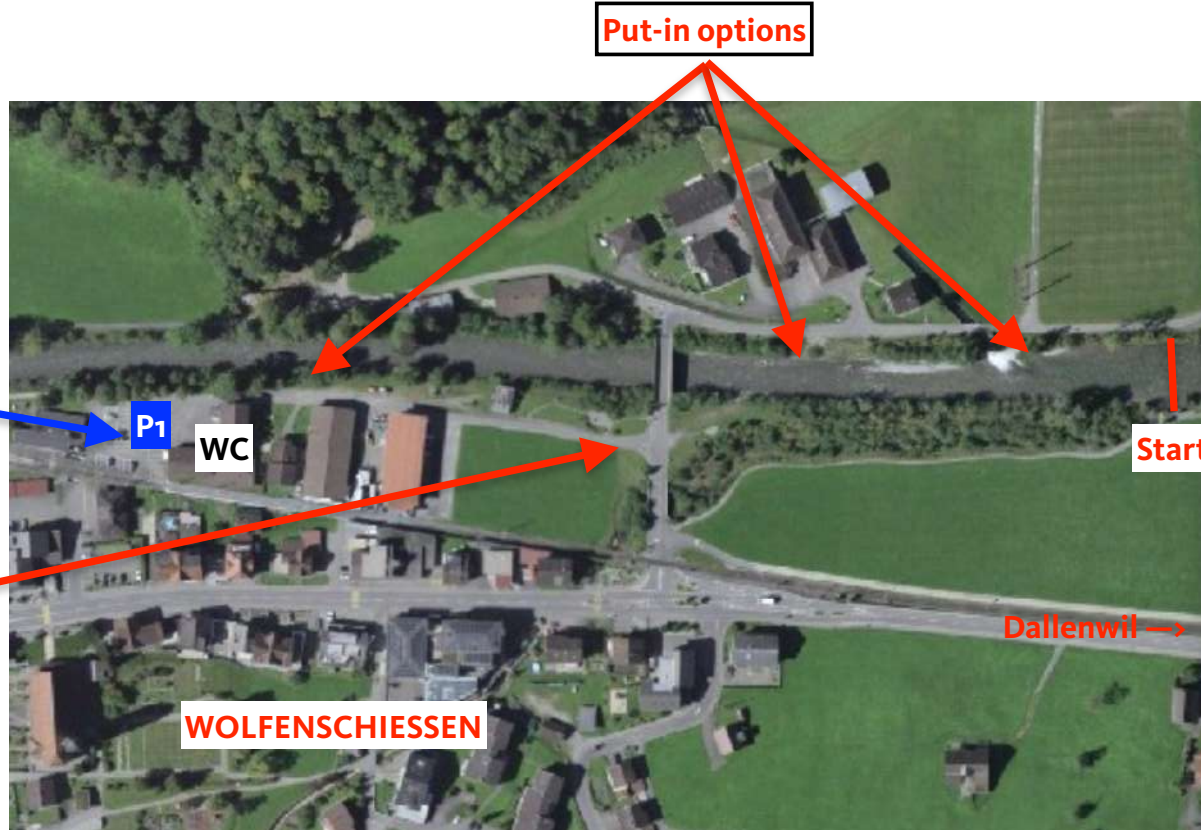 Put-in options
P1
WC
Start
Dallenwil —>
WOLFENSCHIESSEN